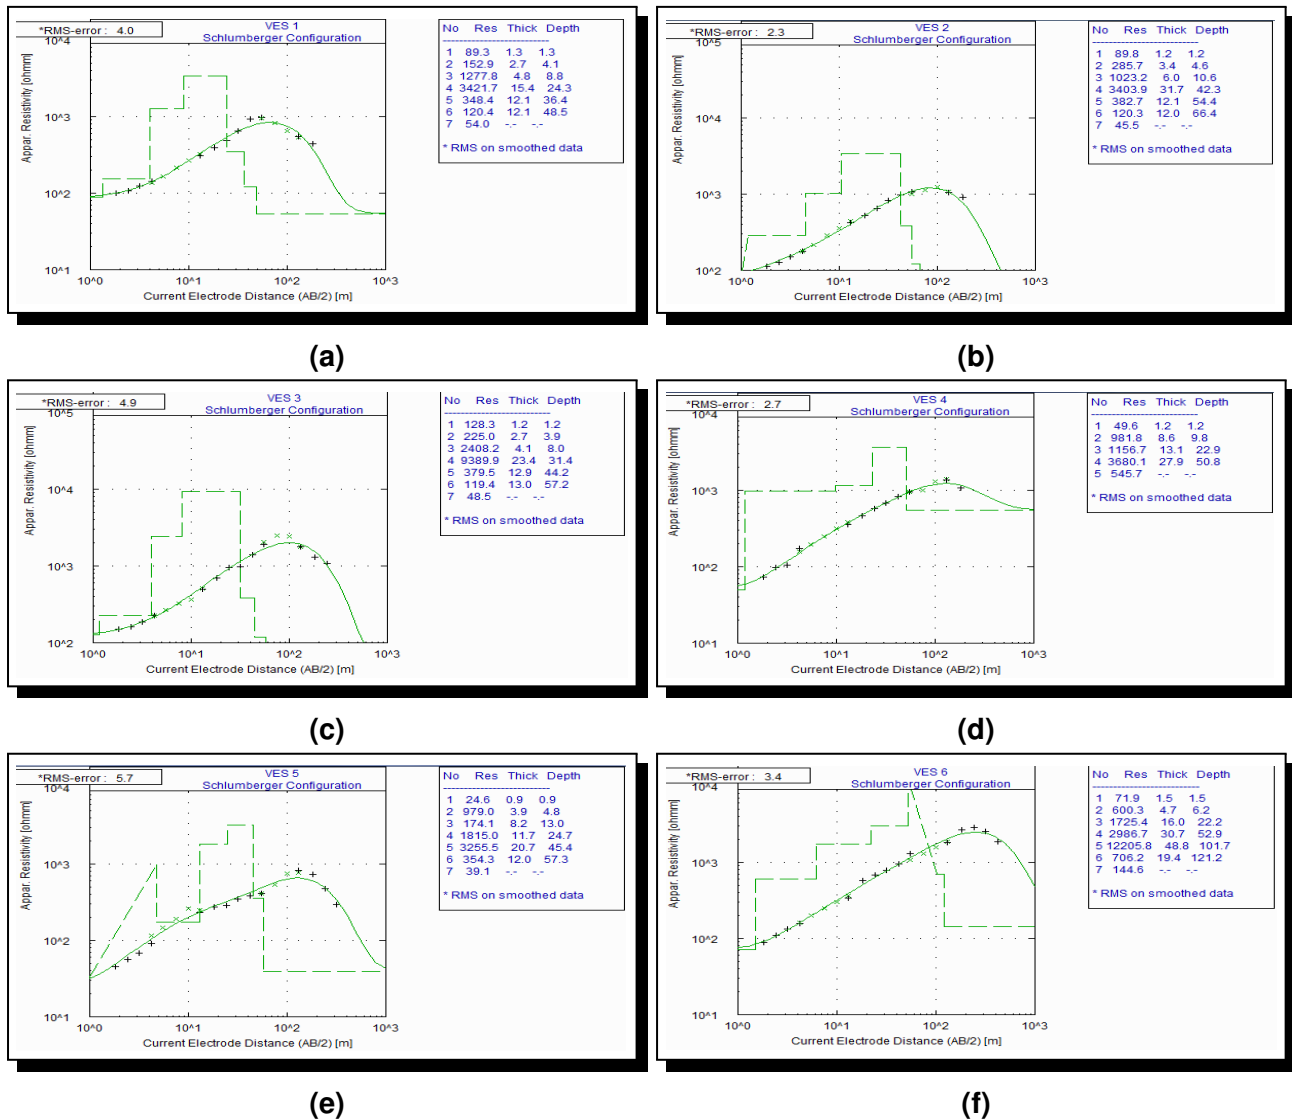 *RMS-error : 4.0
VES 1
Schlumberger Configuration
10^4
10^3
10^2
10^1
Appar. Resistivity [ohmm]
10^0 10^1 10^2 10^3
Current Electrode Distance (AB/2) [m]
No Res Thick Depth
1 89.3 1.3 1.3
2 152.9 2.7 4.1
3 1277.8 4.8 8.8
4 3421.7 15.4 24.3
5 348.4 12.1 36.4
6 120.4 12.1 48.5
7 54.0 -.- -.-
* RMS on smoothed data
(a)
*RMS-error : 2.3
VES 2
Schlumberger Configuration
10^5
10^4
10^3
10^2
Appar. Resistivity [ohmm]
10^0 10^1 10^2 10^3
Current Electrode Distance (AB/2) [m]
No Res Thick Depth
1 89.8 1.2 1.2
2 285.7 3.4 4.6
3 1023.2 6.0 10.6
4 3403.9 31.7 42.3
5 382.7 12.1 54.4
6 120.3 12.0 66.4
7 45.5 -.- -.-
* RMS on smoothed data
(b)
*RMS-error : 4.9
VES 3
Schlumberger Configuration
10^5
10^4
10^3
10^2
Appar. Resistivity [ohmm]
10^0 10^1 10^2 10^3
Current Electrode Distance (AB/2) [m]
No Res Thick Depth
1 128.3 1.2 1.2
2 225.0 2.7 3.9
3 2408.2 4.1 8.0
4 9389.9 23.4 31.4
5 379.5 12.9 44.2
6 119.4 13.0 57.2
7 48.5 -.- -.-
* RMS on smoothed data
(c)
*RMS-error : 2.7
VES 4
Schlumberger Configuration
10^4
10^3
10^2
10^1
Appar. Resistivity [ohmm]
10^0 10^1 10^2 10^3
Current Electrode Distance (AB/2) [m]
No Res Thick Depth
1 49.6 1.2 1.2
2 981.8 8.6 9.8
3 1156.7 13.1 22.9
4 3680.1 27.9 50.8
5 545.7 -.- -.-
* RMS on smoothed data
(d)
*RMS-error : 5.7
VES 5
Schlumberger Configuration
10^4
10^3
10^2
10^1
Appar. Resistivity [ohmm]
10^0 10^1 10^2 10^3
Current Electrode Distance (AB/2) [m]
No Res Thick Depth
1 24.6 0.9 0.9
2 979.0 3.9 4.8
3 174.1 8.2 13.0
4 1815.0 11.7 24.7
5 3255.5 20.7 45.4
6 354.3 12.0 57.3
7 39.1 -.- -.-
* RMS on smoothed data
(e)
*RMS-error : 3.4
VES 6
Schlumberger Configuration
10^4
10^3
10^2
10^1
Appar. Resistivity [ohmm]
10^0 10^1 10^2 10^3
Current Electrode Distance (AB/2) [m]
No Res Thick Depth
1 71.9 1.5 1.5
2 600.3 4.7 6.2
3 1725.4 16.0 22.2
4 2986.7 30.7 52.9
5 12205.8 48.8 101.7
6 706.2 19.4 121.2
7 144.6 -.- -.-
* RMS on smoothed data
(f)